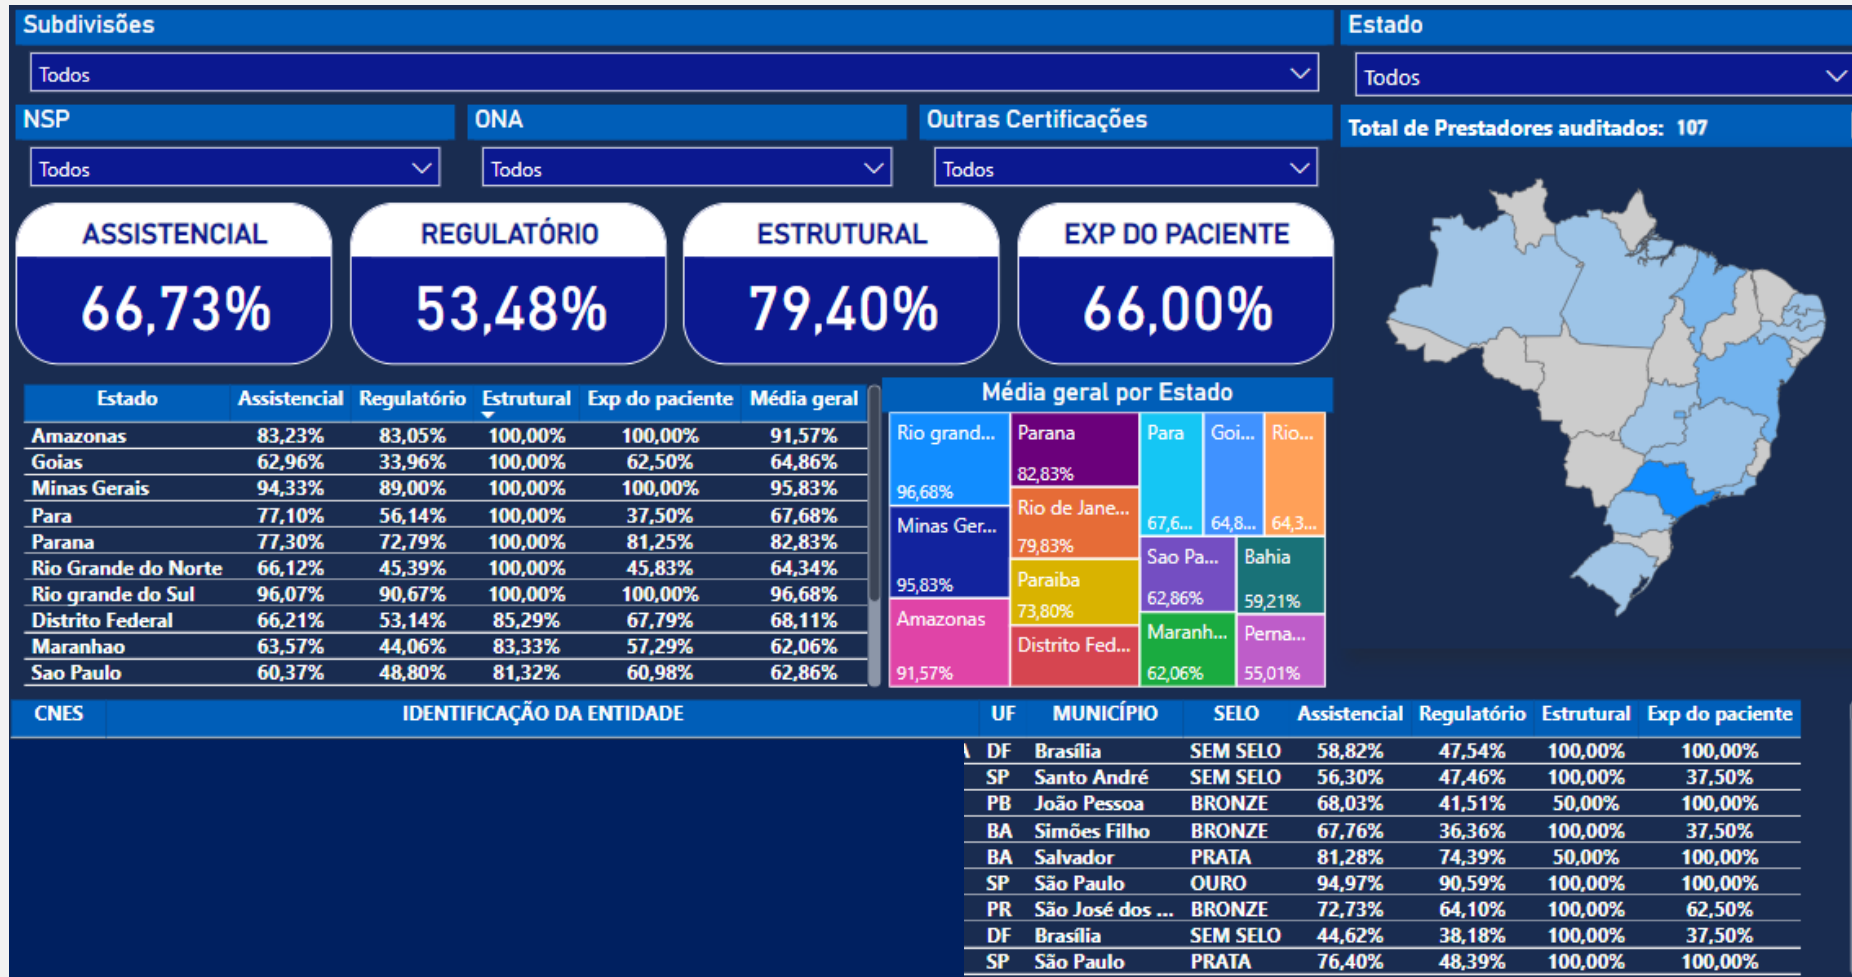 Subdivisões
Todos
Estado
Todos
NSP
Todos
ONA
Todos
Outras Certificações
Todos
Total de Prestadores auditados: 107
ASSISTENCIAL
66,73%
REGULATÓRIO
53,48%
ESTRUTURAL
79,40%
EXP DO PACIENTE
66,00%
Estado Assistencial Regulatório Estrutural Exp do paciente Média geral
Amazonas 83,23% 83,05% 100,00% 100,00% 91,57%
Goias 62,96% 33,96% 100,00% 62,50% 64,86%
Minas Gerais 94,33% 89,00% 100,00% 100,00% 95,83%
Para 77,10% 56,14% 100,00% 37,50% 67,68%
Parana 77,30% 72,79% 100,00% 81,25% 82,83%
Rio Grande do Norte 66,12% 45,39% 100,00% 45,83% 64,34%
Rio grande do Sul 96,07% 90,67% 100,00% 100,00% 96,68%
Distrito Federal 66,21% 53,14% 85,29% 67,79% 68,11%
Maranhao 63,57% 44,06% 83,33% 57,29% 62,06%
Sao Paulo 60,37% 48,80% 81,32% 60,98% 62,86%
Média geral por Estado
Rio grand...
96,68%
Minas Ger...
95,83%
Amazonas
91,57%
Parana
82,83%
Rio de Jane...
79,83%
Paraiba
73,80%
Distrito Fed...
Para
67,6...
Goi...
64,8...
Rio...
64,3...
Sao Pa...
62,86%
Maranh...
62,06%
Bahia
59,21%
Perna...
55,01%
CNES IDENTIFICAÇÃO DA ENTIDADE UF MUNICÍPIO SELO Assistencial Regulatório Estrutural Exp do paciente
DF Brasília SEM SELO 58,82% 47,54% 100,00% 100,00%
SP Santo André SEM SELO 56,30% 47,46% 100,00% 37,50%
PB João Pessoa BRONZE 68,03% 41,51% 50,00% 100,00%
BA Simões Filho BRONZE 67,76% 36,36% 100,00% 37,50%
BA Salvador PRATA 81,28% 74,39% 50,00% 100,00%
SP São Paulo OURO 94,97% 90,59% 100,00% 100,00%
PR São José dos ... BRONZE 72,73% 64,10% 100,00% 62,50%
DF Brasília SEM SELO 44,62% 38,18% 100,00% 37,50%
SP São Paulo PRATA 76,40% 48,39% 100,00% 100,00%